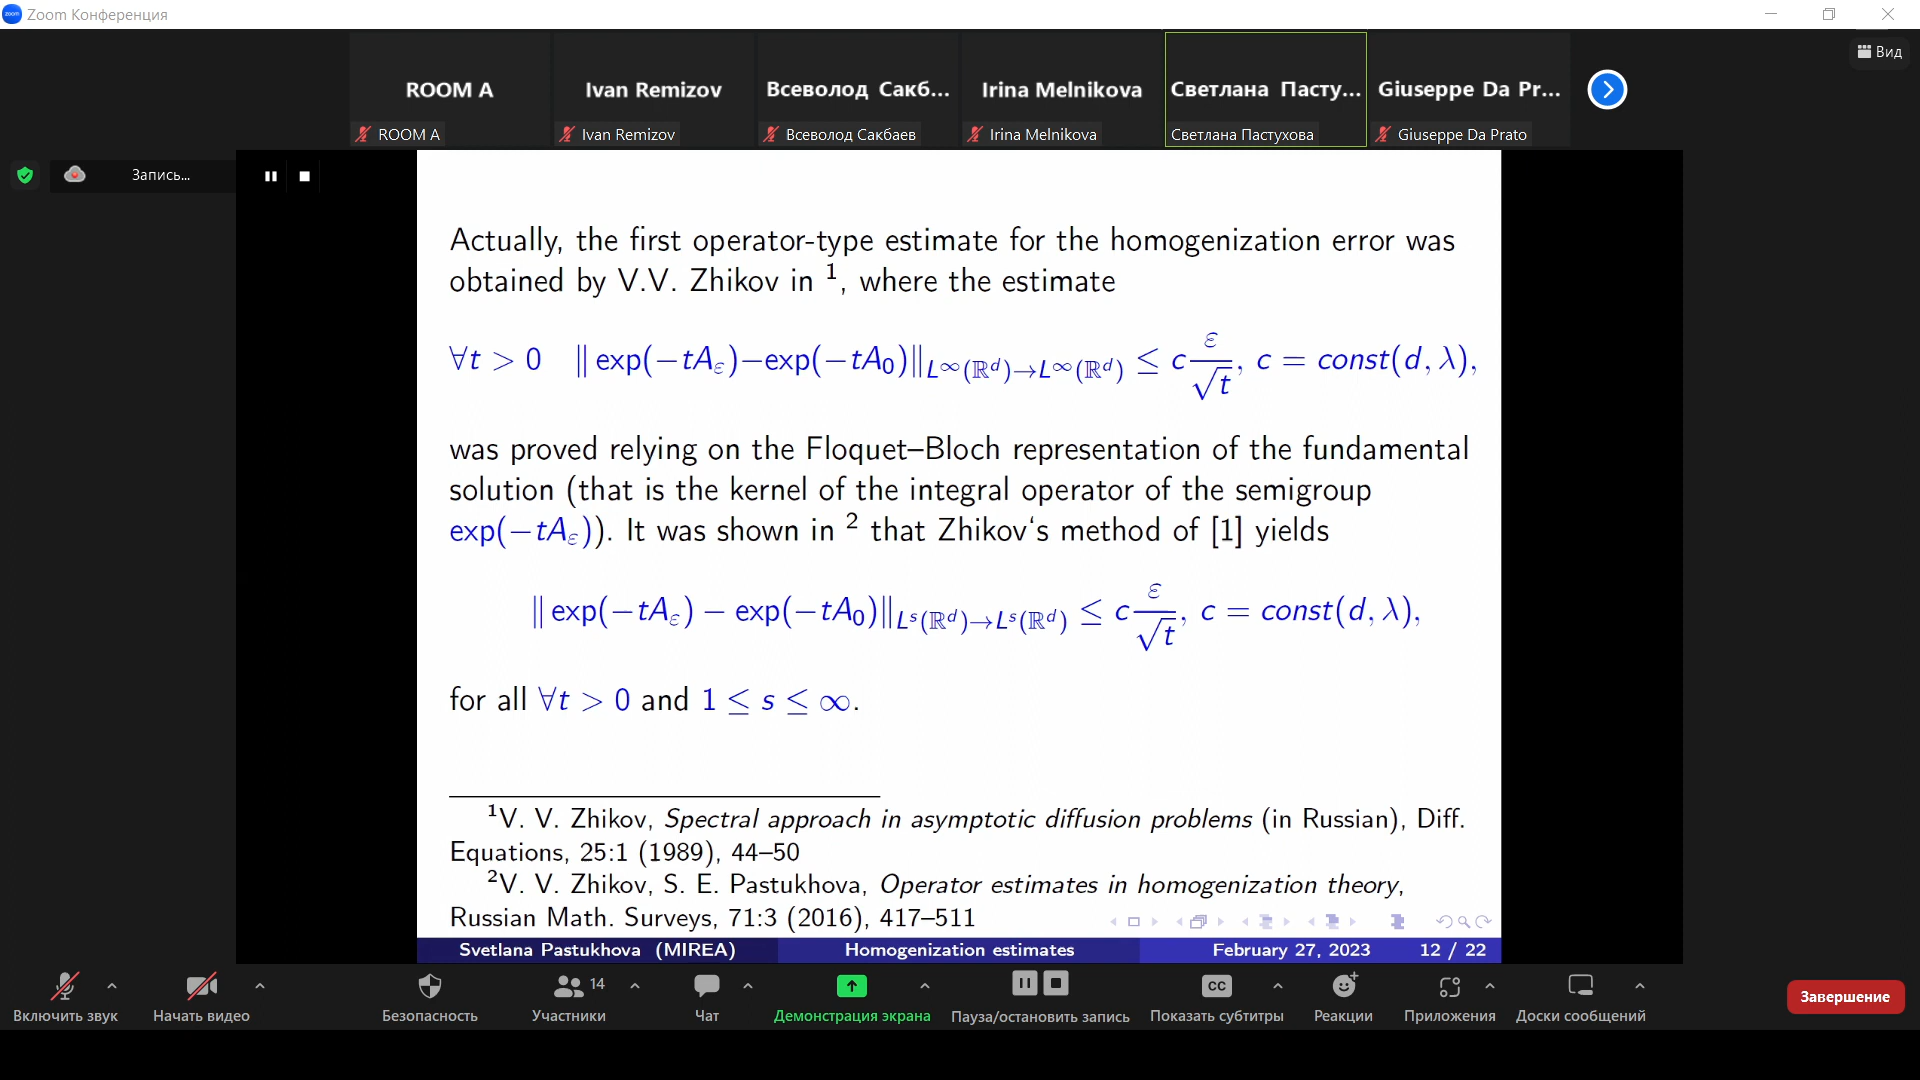 Zoom Конференция
Вид
ROOM A
Ivan Remizov
Всеволод Сакб...
Irina Melnikova
Светлана Пасту...
Giuseppe Da Pr...
ROOM A
Ivan Remizov
Всеволод Сакбаев
Irina Melnikova
Светлана Пастухова
Giuseppe Da Prato
Запись...
Actually, the first operator-type estimate for the homogenization error was
obtained by V.V. Zhikov in ¹, where the estimate
∀t > 0 ‖ exp(−tA_ε)−exp(−tA_0)‖_{L^∞(ℝ^d)→L^∞(ℝ^d)} ≤ c ε/√t, c = const(d, λ),
was proved relying on the Floquet–Bloch representation of the fundamental
solution (that is the kernel of the integral operator of the semigroup
exp(−tA_ε)). It was shown in ² that Zhikov‘s method of [1] yields
‖ exp(−tA_ε) − exp(−tA_0)‖_{L^s(ℝ^d)→L^s(ℝ^d)} ≤ c ε/√t, c = const(d, λ),
for all ∀t > 0 and 1 ≤ s ≤ ∞.
¹V. V. Zhikov, Spectral approach in asymptotic diffusion problems (in Russian), Diff.
Equations, 25:1 (1989), 44–50
²V. V. Zhikov, S. E. Pastukhova, Operator estimates in homogenization theory,
Russian Math. Surveys, 71:3 (2016), 417–511
Svetlana Pastukhova (MIREA)
Homogenization estimates
February 27, 2023
12 / 22
Включить звук
Начать видео
Безопасность
14
Участники
Чат
Демонстрация экрана
Пауза/остановить запись
CC
Показать субтитры
Реакции
Приложения
Доски сообщений
Завершение